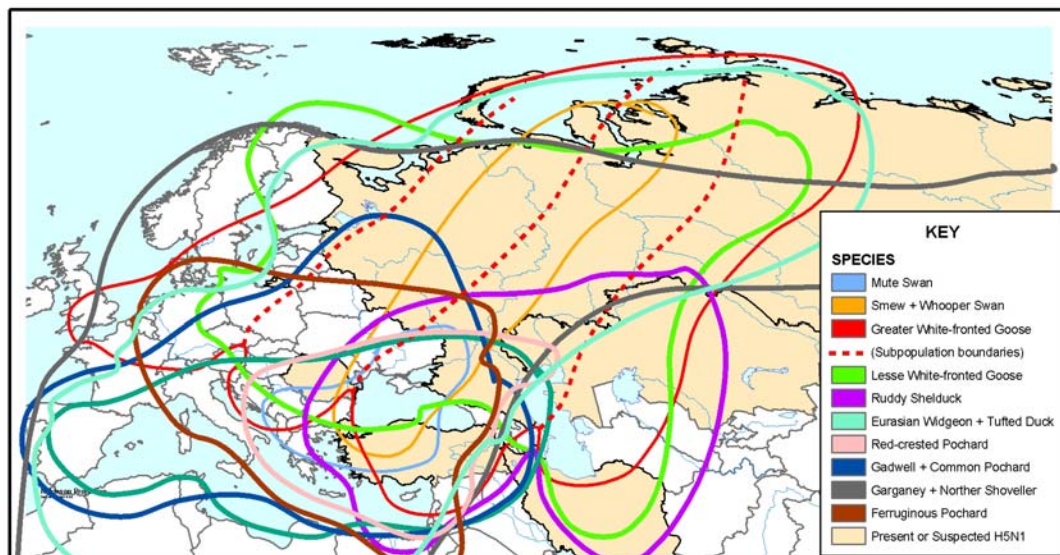 KEY
SPECIES
Mute Swan
Smew + Whooper Swan
Greater White-fronted Goose
(Subpopulation boundaries)
Lesse White-fronted Goose
Ruddy Shelduck
Eurasian Widgeon + Tufted Duck
Red-crested Pochard
Gadwell + Common Pochard
Garganey + Norther Shoveller
Ferruginous Pochard
Present or Suspected H5N1